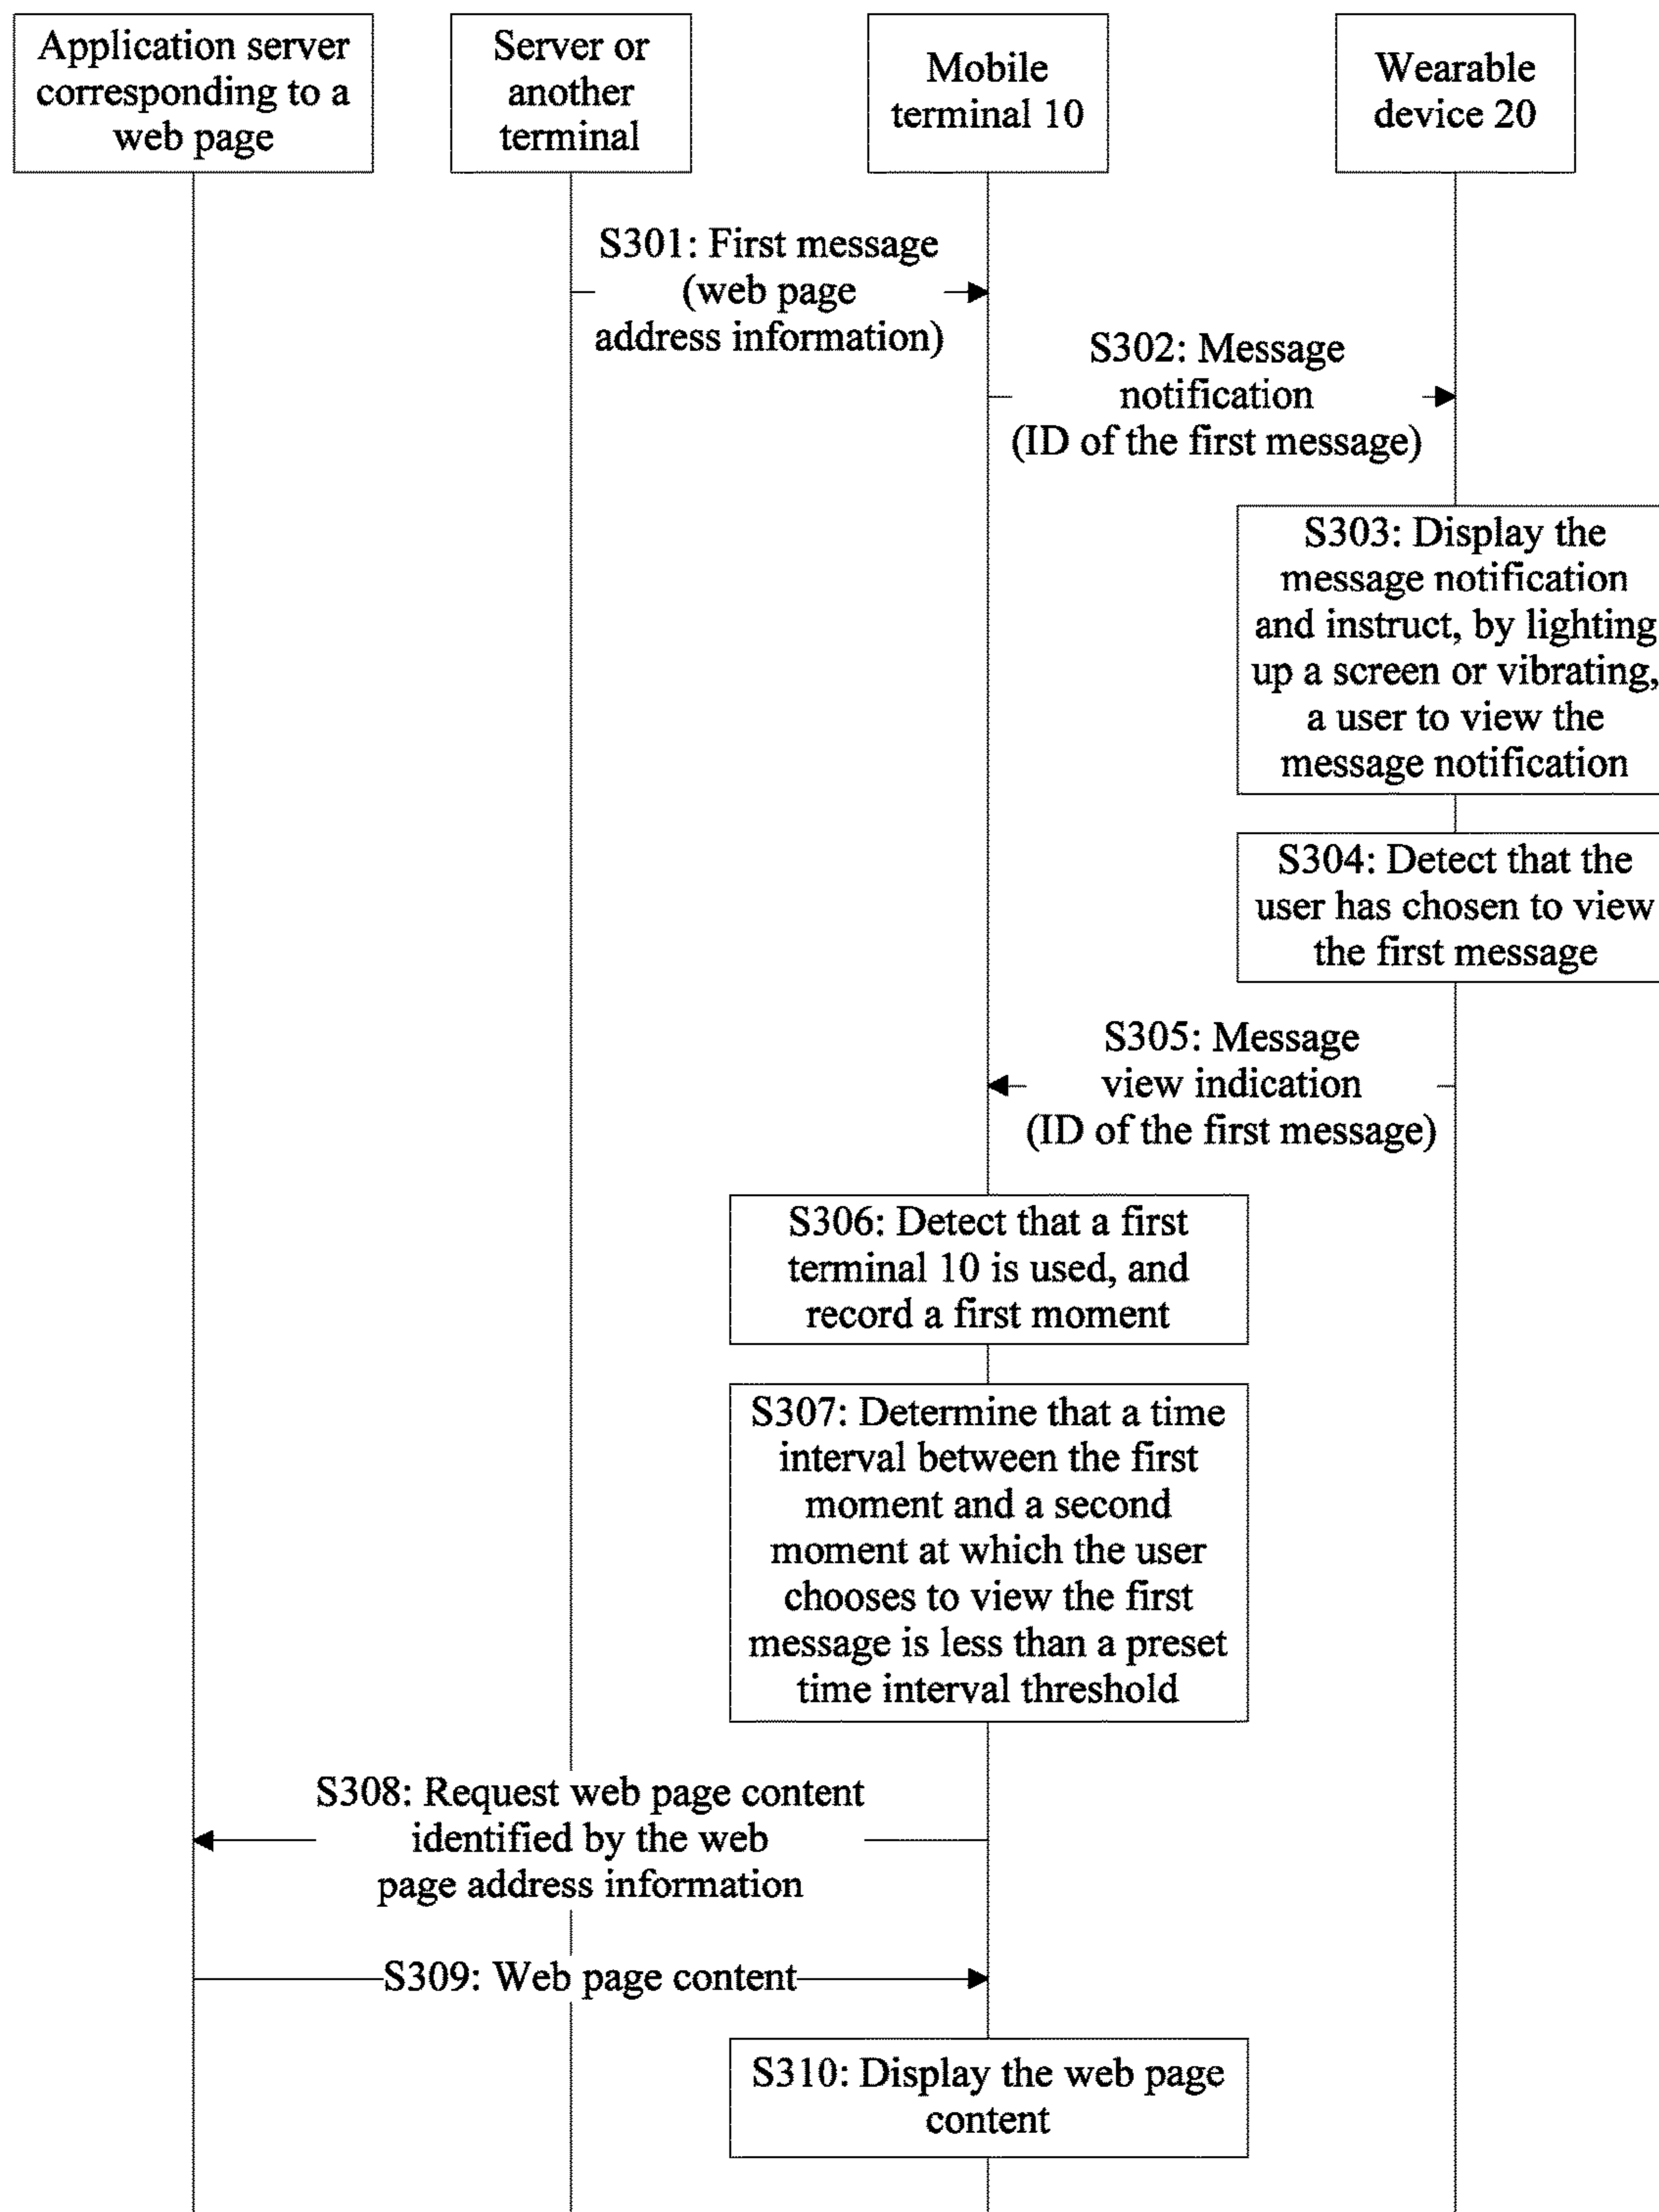 Application server
corresponding to a
web page
Server or
another
terminal
Mobile
terminal 10
Wearable
device 20
S301: First message
(web page
address information)
S302: Message
notification
(ID of the first message)
S303: Display the
message notification
and instruct, by lighting
up a screen or vibrating,
a user to view the
message notification
S304: Detect that the
user has chosen to view
the first message
S305: Message
view indication
(ID of the first message)
S306: Detect that a first
terminal 10 is used, and
record a first moment
S307: Determine that a time
interval between the first
moment and a second
moment at which the user
chooses to view the first
message is less than a preset
time interval threshold
S308: Request web page content
identified by the web
page address information
S309: Web page content
S310: Display the web page
content